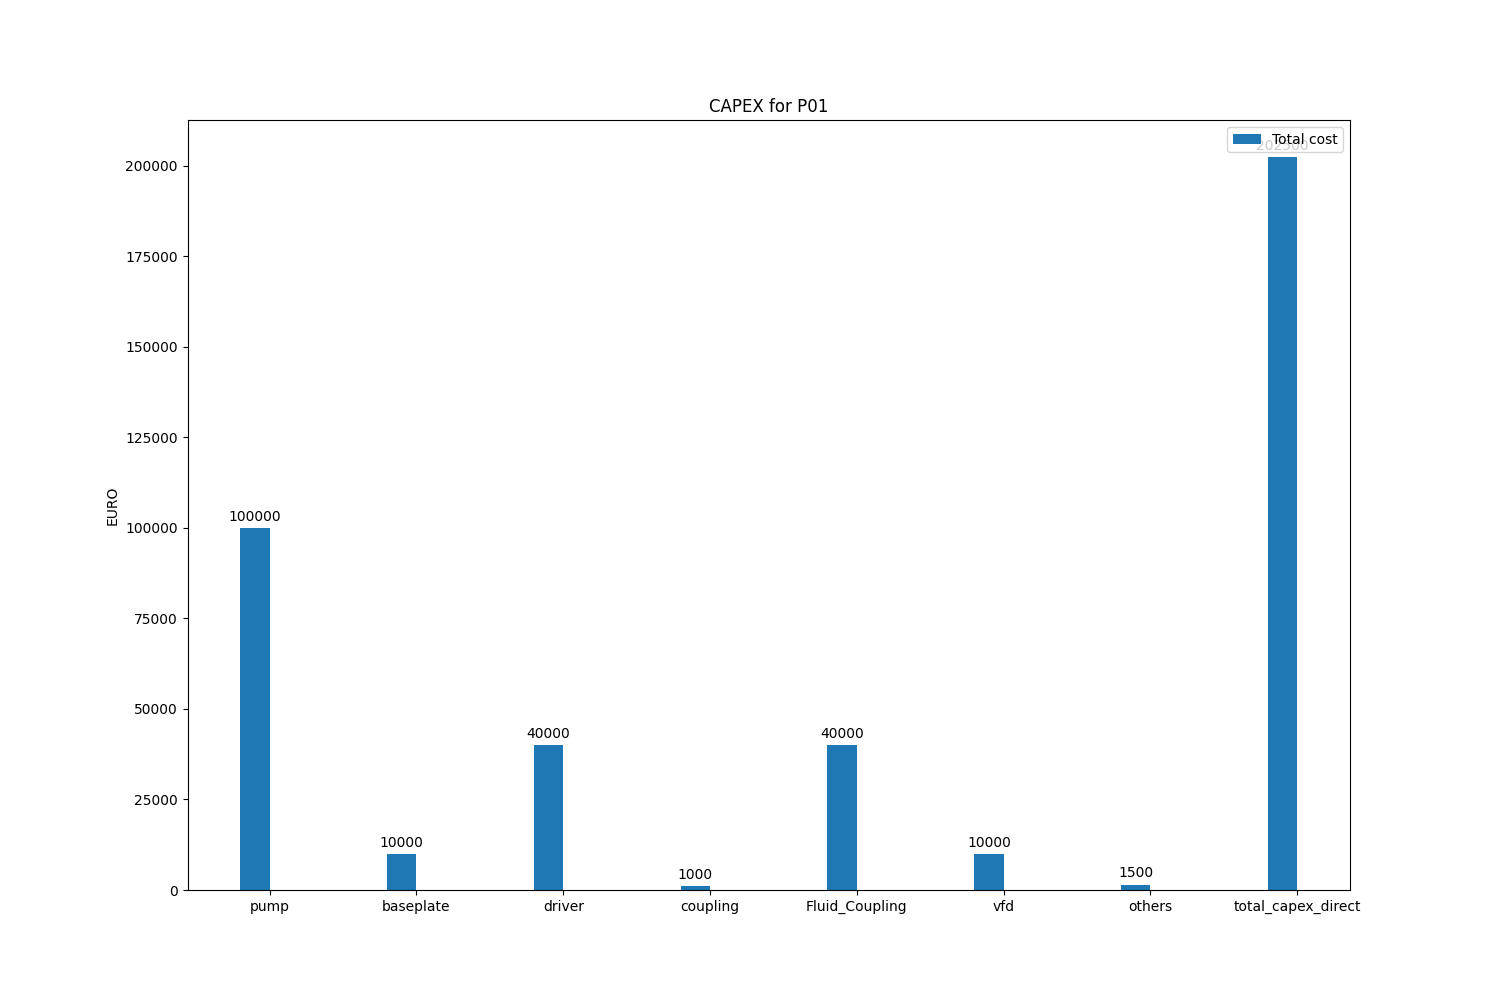 CAPEX for P01
Total cost
202500
200000
175000
150000
125000
100000
75000
50000
25000
0
EURO
100000
10000
40000
1000
40000
10000
1500
pump
baseplate
driver
coupling
Fluid_Coupling
vfd
others
total_capex_direct